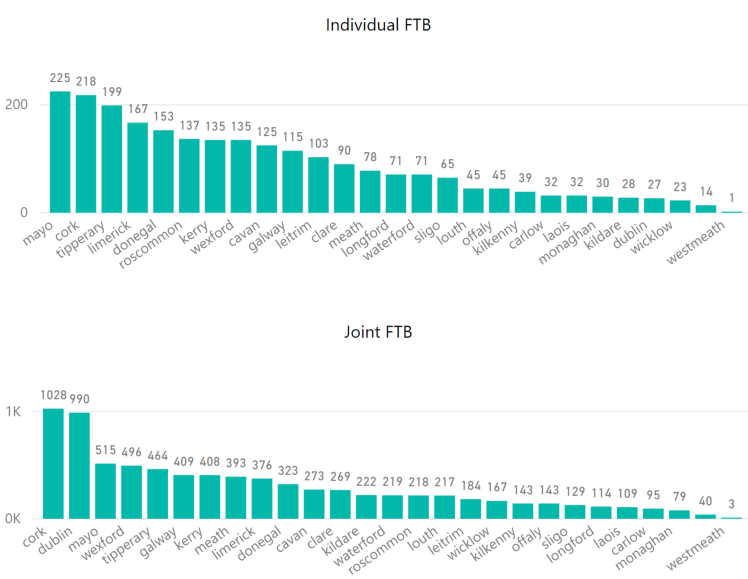 Individual FTB
200
0
225 218 199 167 153 137 135 135 125 115 103 90 78 71 71 65 45 45 39 32 32 30 28 27 23 14 1
mayo cork tipperary limerick donegal roscommon kerry wexford cavan galway leitrim clare meath longford waterford sligo louth offaly kilkenny carlow laois monaghan kildare dublin wicklow westmeath
Joint FTB
1K
0K
1028 990 515 496 464 409 408 393 376 323 273 269 222 219 218 217 184 167 143 143 129 114 109 95 79 40 3
cork dublin mayo wexford tipperary galway kerry meath limerick donegal cavan clare kildare waterford roscommon louth leitrim wicklow kilkenny offaly sligo longford laois carlow monaghan westmeath